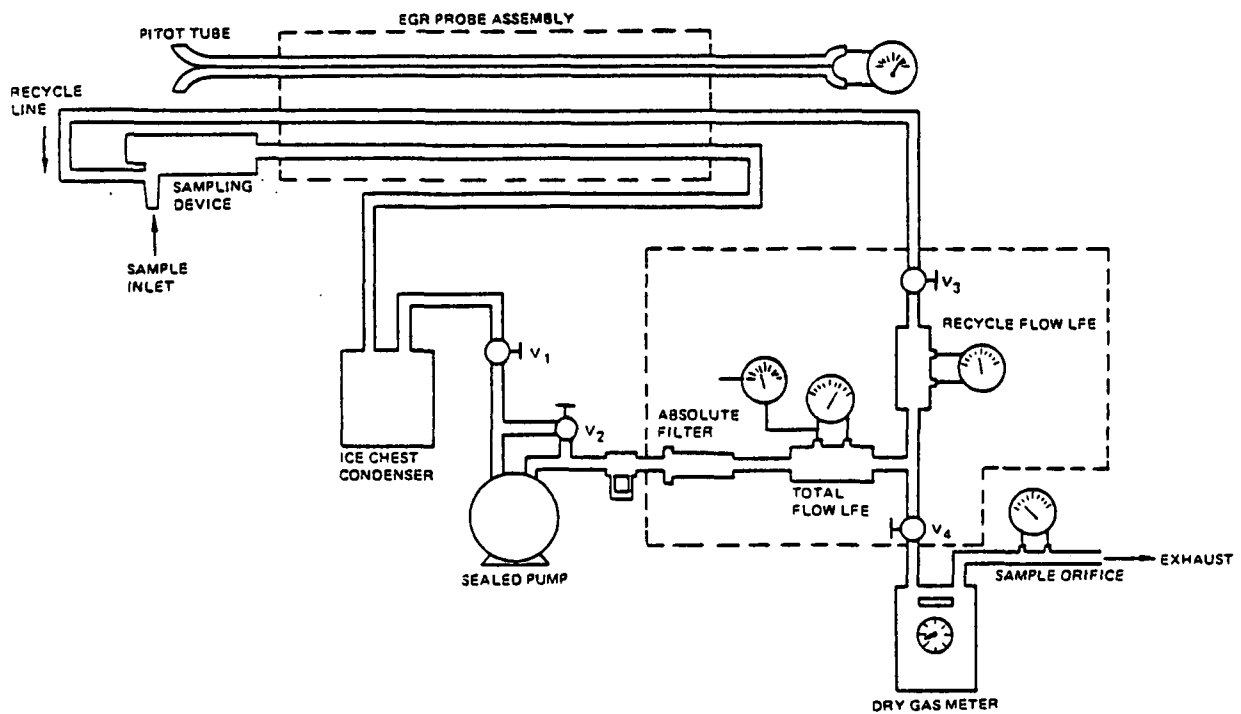 EGR PROBE ASSEMBLY
PITOT TUBE
RECYCLE
LINE
SAMPLING
DEVICE
SAMPLE
INLET
V3
RECYCLE FLOW LFE
V1
ABSOLUTE
FILTER
V2
ICE CHEST
CONDENSER
TOTAL
FLOW LFE
V4
SEALED PUMP
SAMPLE ORIFICE
EXHAUST
DRY GAS METER